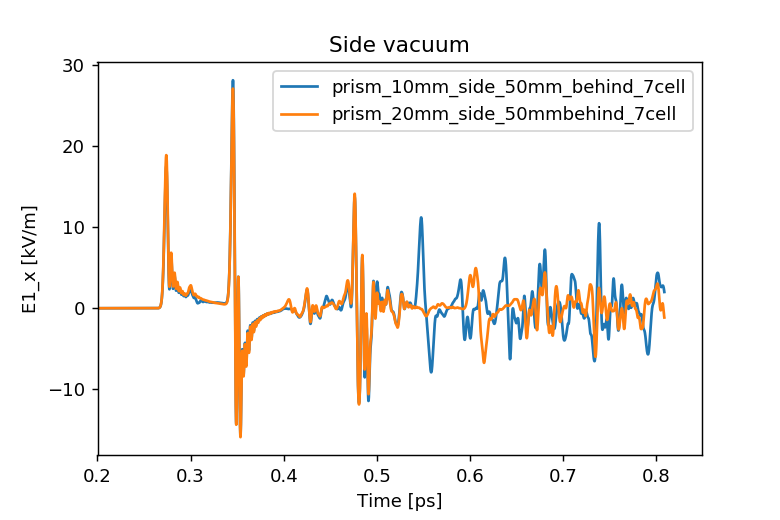 Side vacuum
prism_10mm_side_50mm_behind_7cell
prism_20mm_side_50mmbehind_7cell
E1_x [kV/m]
30
20
10
0
−10
0.2 0.3 0.4 0.5 0.6 0.7 0.8
Time [ps]